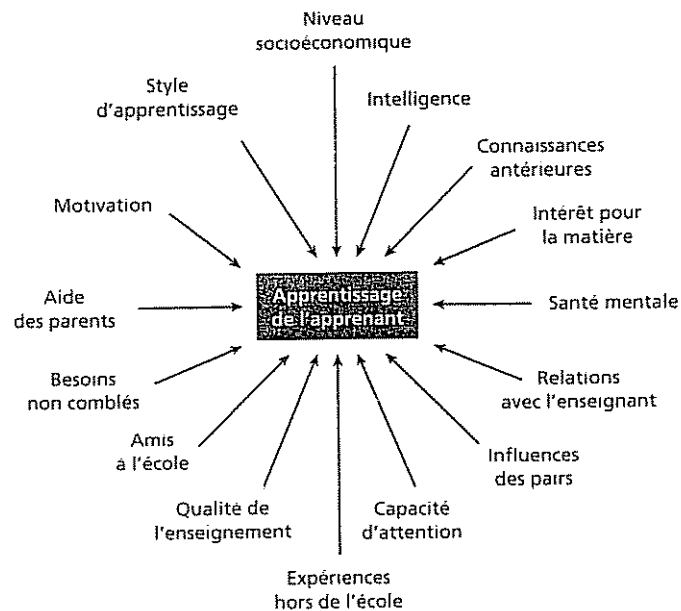 Niveau
socioéconomique
Style
d'apprentissage
Intelligence
Connaissances
antérieures
Motivation
Intérêt pour
la matière
Apprentissage
de l'apprenant
Aide
des parents
Santé mentale
Besoins
non comblés
Relations
avec l'enseignant
Amis
à l'école
Influences
des pairs
Qualité de
l'enseignement
Capacité
d'attention
Expériences
hors de l'école